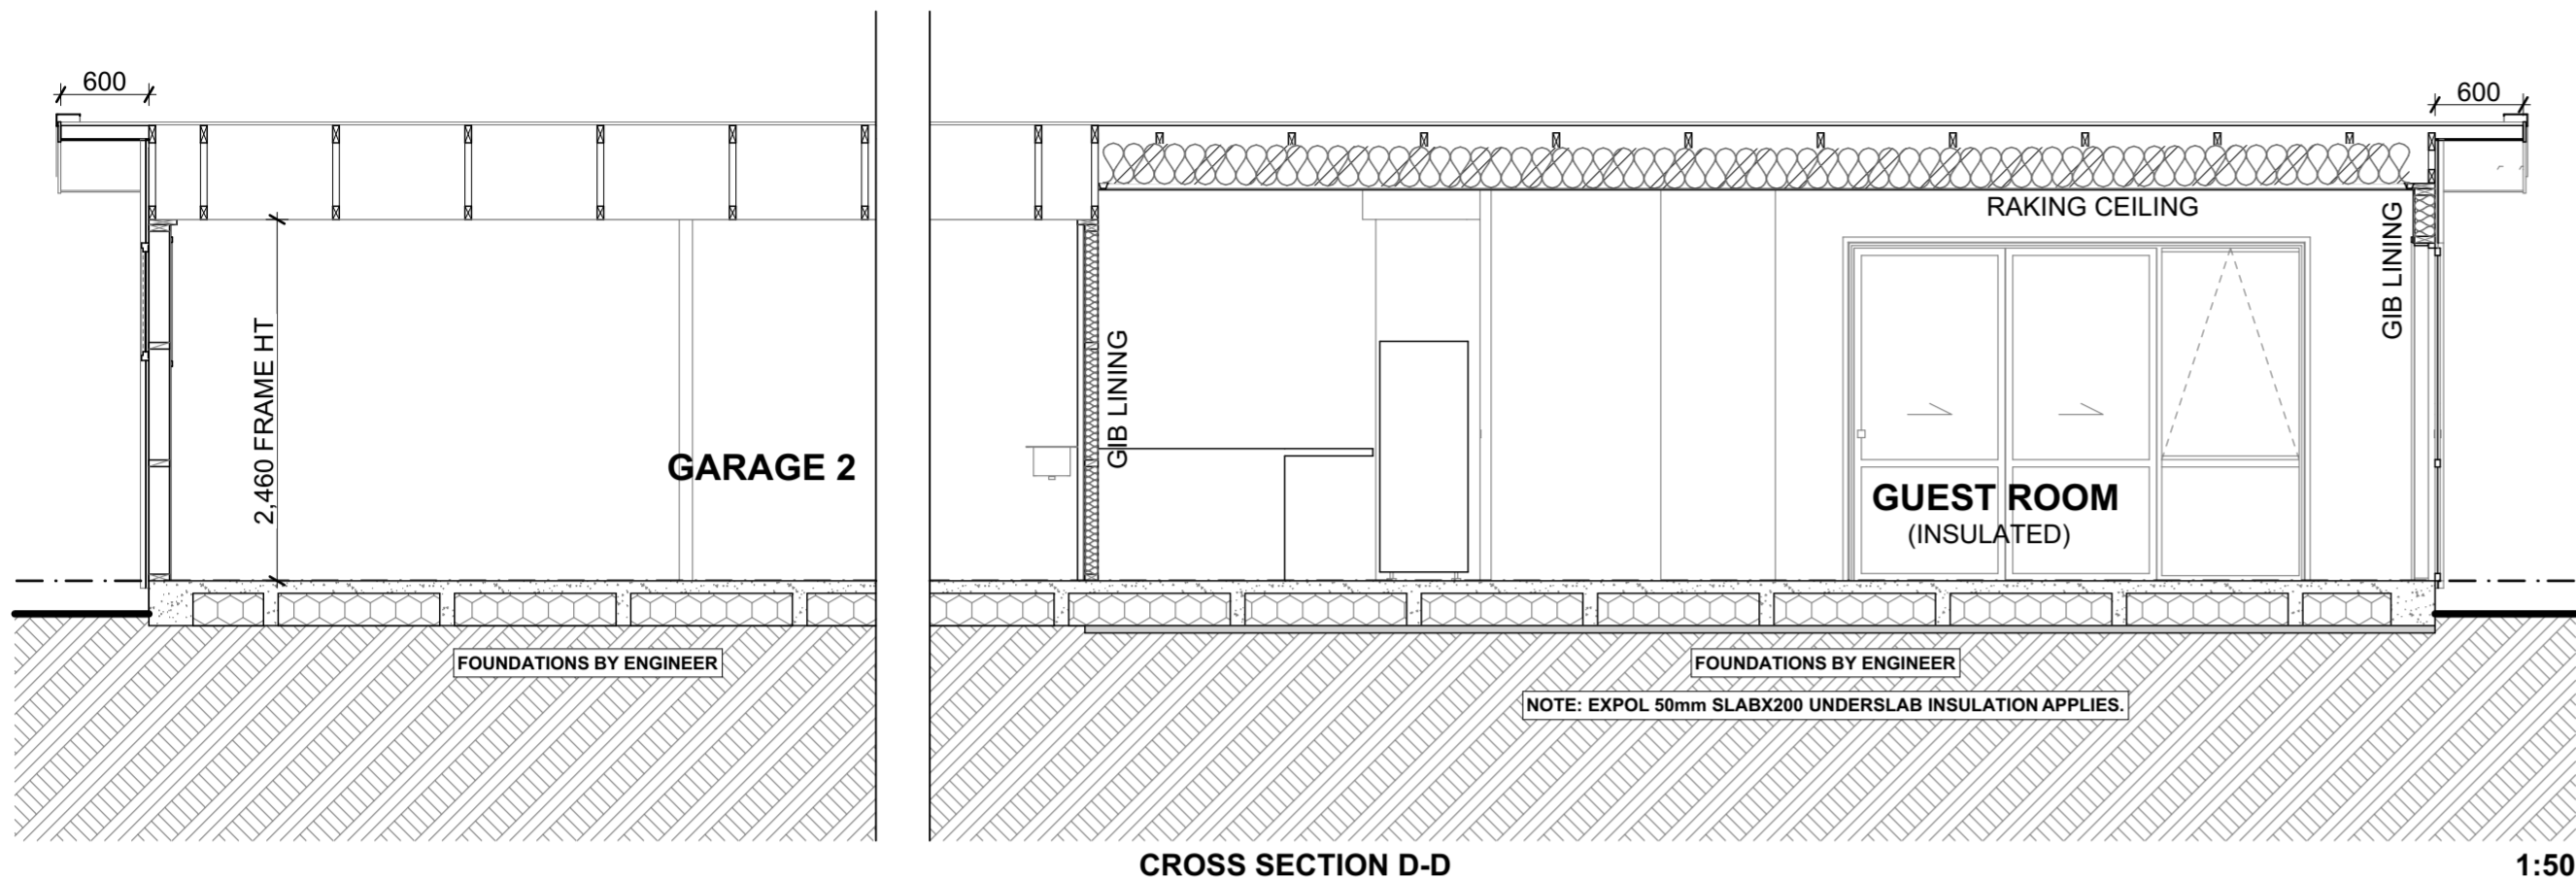 600
600
RAKING CEILING
GIB LINING
2,460 FRAME HT
GIB LINING
GARAGE 2
GUEST ROOM
(INSULATED)
FOUNDATIONS BY ENGINEER
FOUNDATIONS BY ENGINEER
NOTE: EXPOL 50mm SLABX200 UNDERSLAB INSULATION APPLIES.
CROSS SECTION D-D
1:50